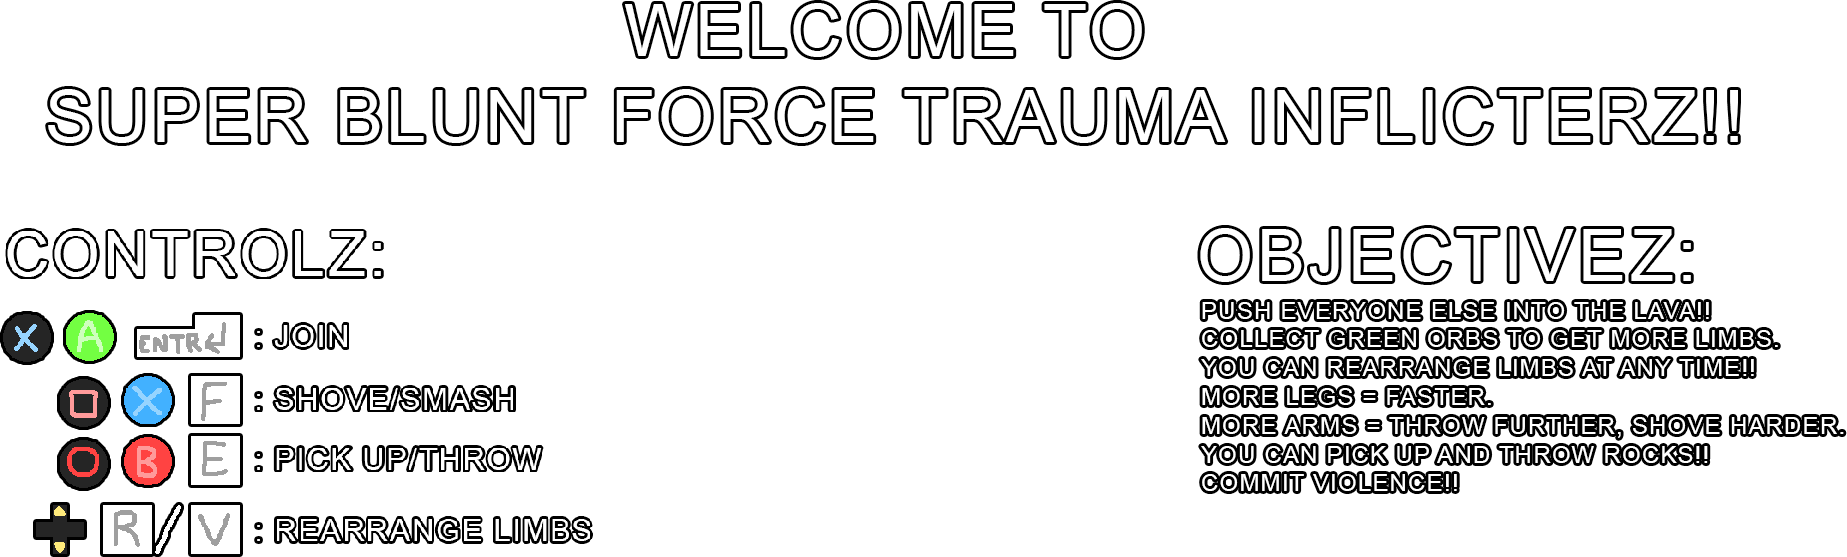 WELCOME TO
SUPER BLUNT FORCE TRAUMA INFLICTERZ!!
CONTROLZ:
X A ENTR : JOIN
X F : SHOVE/SMASH
B E : PICK UP/THROW
R/V : REARRANGE LIMBS
OBJECTIVEZ:
PUSH EVERYONE ELSE INTO THE LAVA!!
COLLECT GREEN ORBS TO GET MORE LIMBS.
YOU CAN REARRANGE LIMBS AT ANY TIME!!
MORE LEGS = FASTER.
MORE ARMS = THROW FURTHER, SHOVE HARDER.
YOU CAN PICK UP AND THROW ROCKS!!
COMMIT VIOLENCE!!